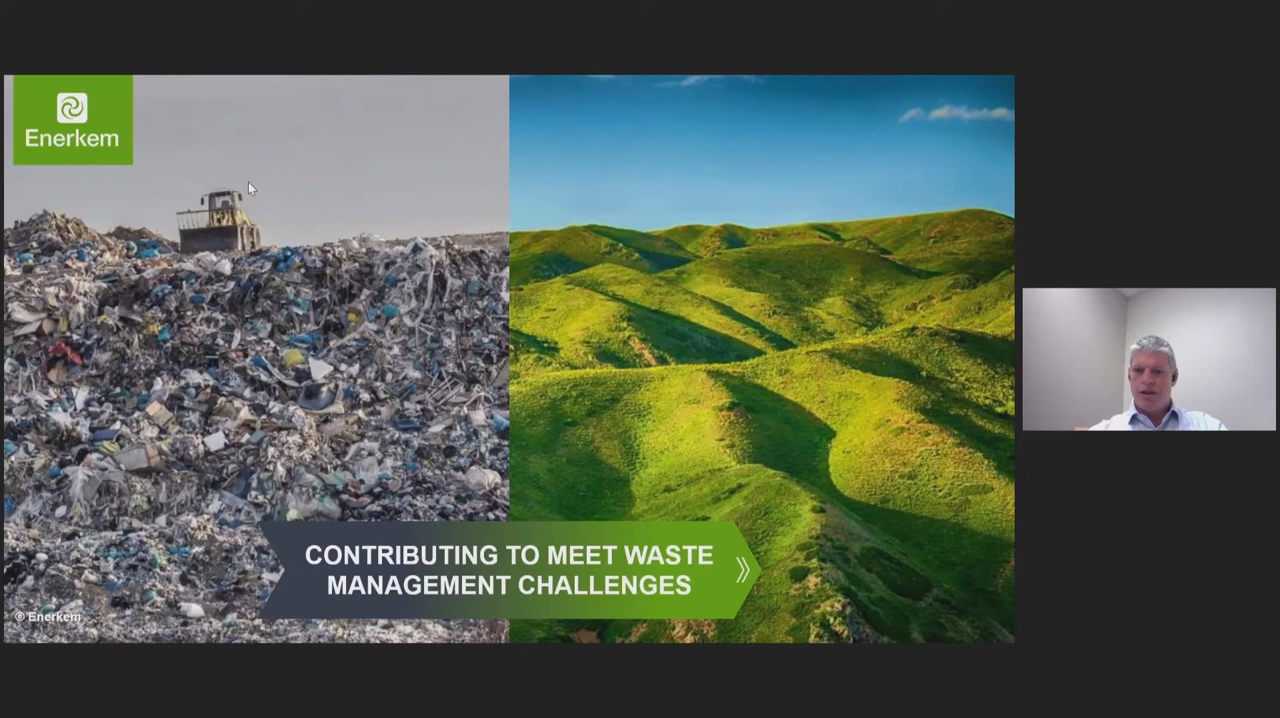 Enerkem
CONTRIBUTING TO MEET WASTE
MANAGEMENT CHALLENGES
© Enerkem